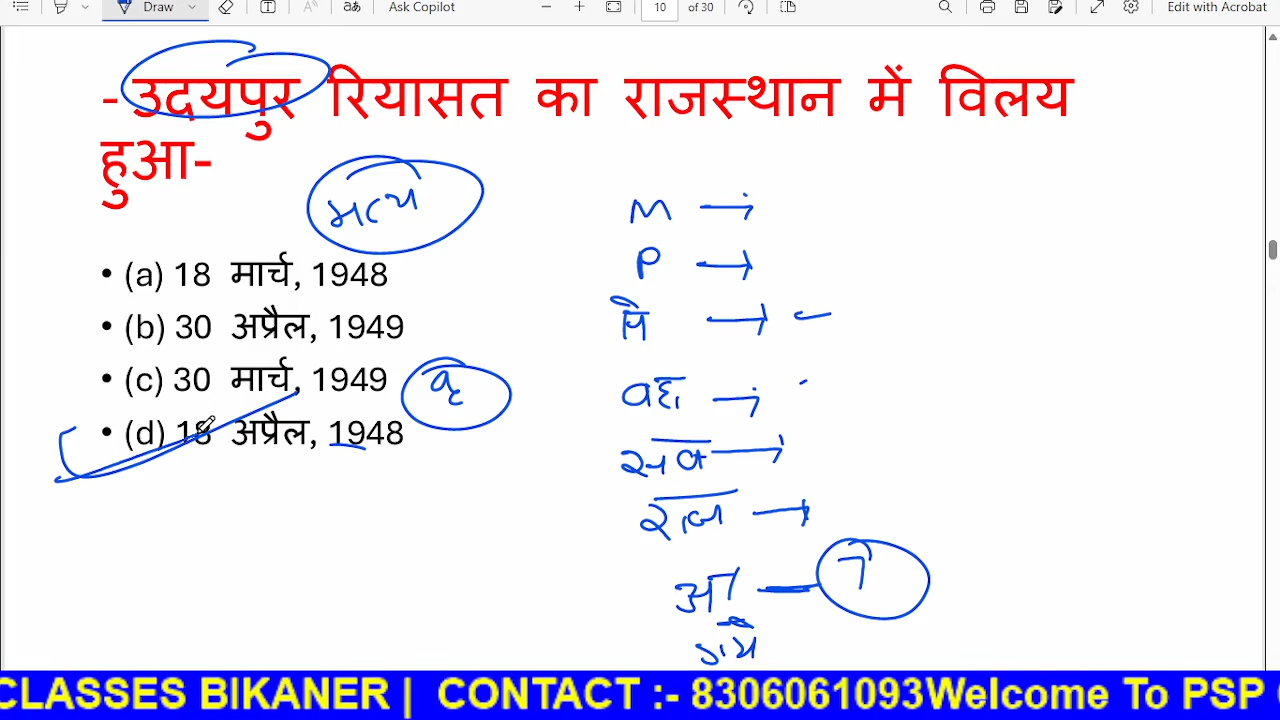 Draw Ask Copilot 10 of 30 Edit with Acrobat
- उदयपुर रियासत का राजस्थान में विलय
हुआ-
मत्स्य
• (a) 18 मार्च, 1948
• (b) 30 अप्रैल, 1949
• (c) 30 मार्च, 1949
• (d) 18 अप्रैल, 1948
M →
P →
→
→
→
→
CLASSES BIKANER | CONTACT :- 8306061093Welcome To PSP